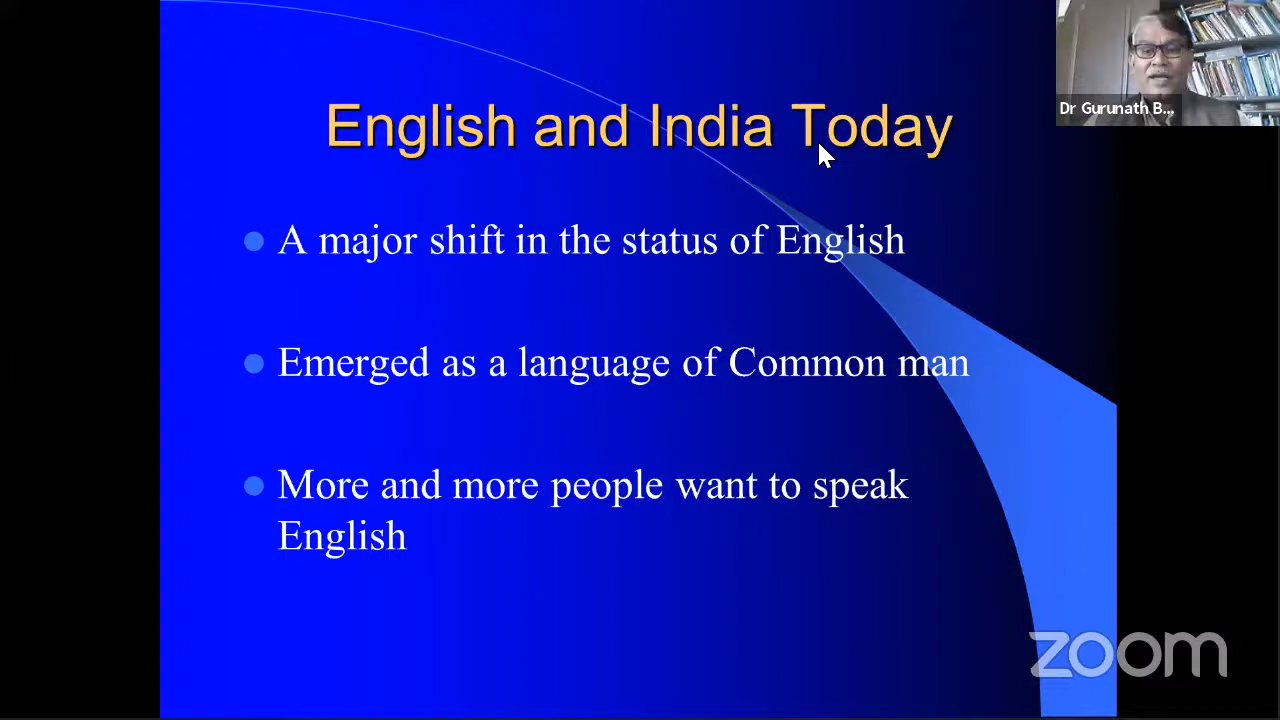 Dr Gurunath B...
English and India Today
A major shift in the status of English
Emerged as a language of Common man
More and more people want to speak
English
zoom